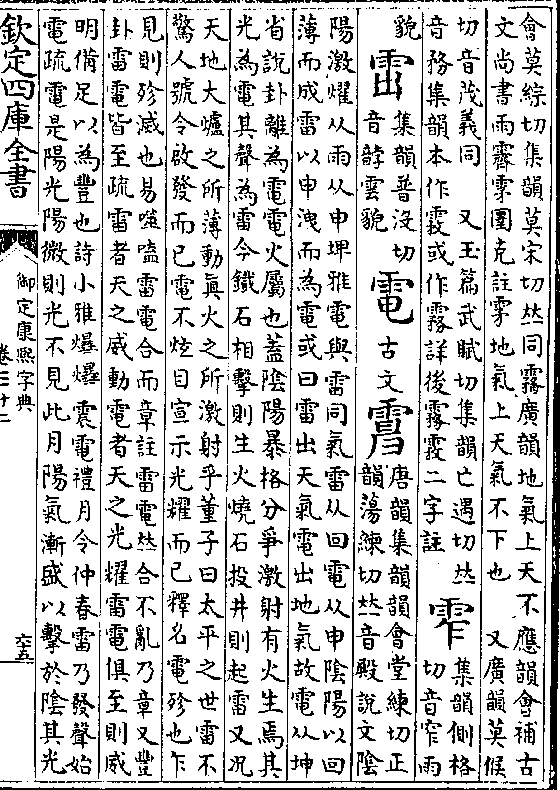 會莫綜切集韻莫宋切𠀤同霿廣韻地氣上天不應韻會補古
文尚書雨霽雺圛克註雺地氣上天氣不下也 又廣韻莫候
切音茂義同 又玉篇武賦切集韻亡遇切𠀤
音務集韻本作霚或作霧詳後霧霚二字註
集韻側格
切音窄雨
貌
集韻普沒切
音馞雲貌
電
古文
唐韻集韻韻會堂練切正
韻蕩練切𠀤音殿說文陰
陽激燿从雨从申埤雅電與雷同氣雷从回電从申陰陽以回
薄而成雷以申洩而為電或曰雷出天氣電出地氣故電从坤
省說卦離為電電火屬也蓋陰陽暴格分爭激射有火生焉其
光為電其聲為雷今鐵石相擊則生火燒石投井則起雷又況
天地大爐之所薄動真火之所激射乎董子曰太平之世雷不
驚人號令啟發而已電不炫目宣示光耀而已釋名電殄也乍
見則殄滅也易噬嗑雷電合而章註雷電𠀤合不亂乃章又豐
卦雷電皆至疏雷者天之威動電者天之光耀雷電俱至則威
明備足以為豐也詩小雅爆爆震電禮月令仲春雷乃發聲始
電疏電是陽光陽微則光不見此月陽氣漸盛以擊於陰其光
欽定四庫全書
御定康熙字典
卷三十二
六五